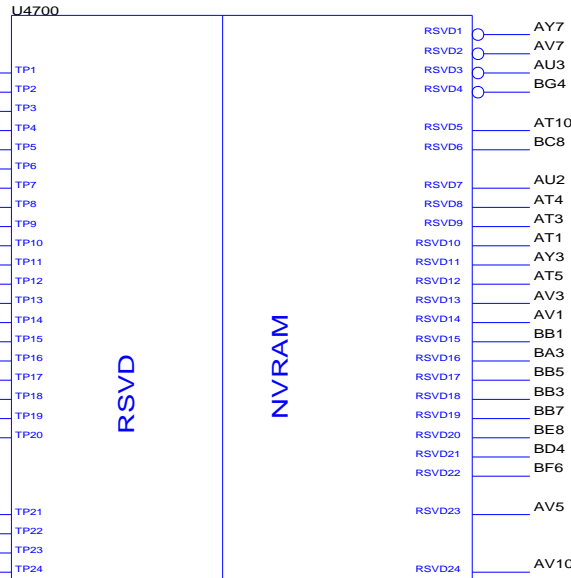 U4700
RSVD1 AY7
RSVD2 AV7
TP1 RSVD3 AU3
TP2 RSVD4 BG4
TP3
TP4 RSVD5 AT10
TP5 RSVD6 BC8
TP6
TP7 RSVD7 AU2
TP8 RSVD8 AT4
TP9 RSVD9 AT3
TP10 RSVD10 AT1
TP11 RSVD11 AY3
TP12 RSVD12 AT5
TP13 RSVD13 AV3
TP14 RSVD14 AV1
TP15 RSVD15 BB1
TP16 RSVD16 BA3
TP17 RSVD17 BB5
TP18 RSVD18 BB3
TP19 RSVD19 BB7
TP20 RSVD20 BE8
RSVD21 BD4
RSVD22 BF6
RSVD
NVRAM
TP21 RSVD23 AV5
TP22
TP23
TP24 RSVD24 AV10